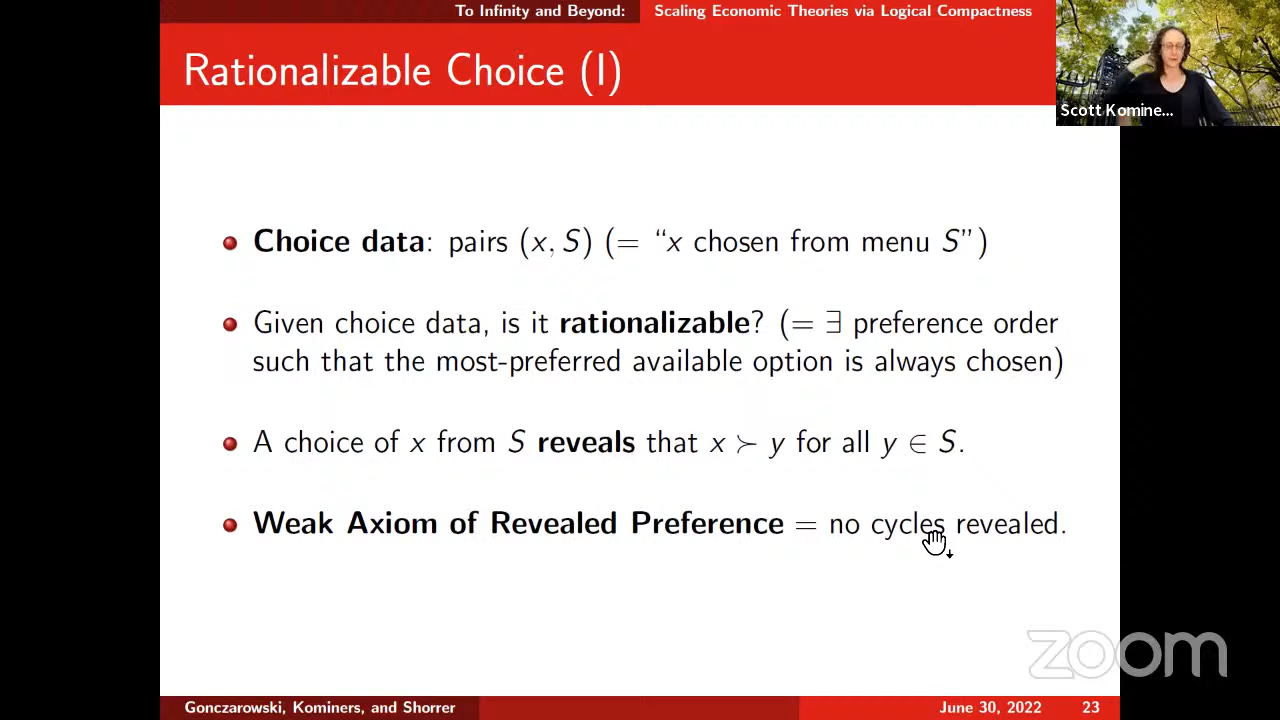 To Infinity and Beyond: Scaling Economic Theories via Logical Compactness
Rationalizable Choice (I)
Scott Komine...
Choice data: pairs (x, S) (= “x chosen from menu S”)
Given choice data, is it rationalizable? (= ∃ preference order
such that the most-preferred available option is always chosen)
A choice of x from S reveals that x ≻ y for all y ∈ S.
Weak Axiom of Revealed Preference = no cycles revealed.
zoom
Gonczarowski, Kominers, and Shorrer June 30, 2022 23